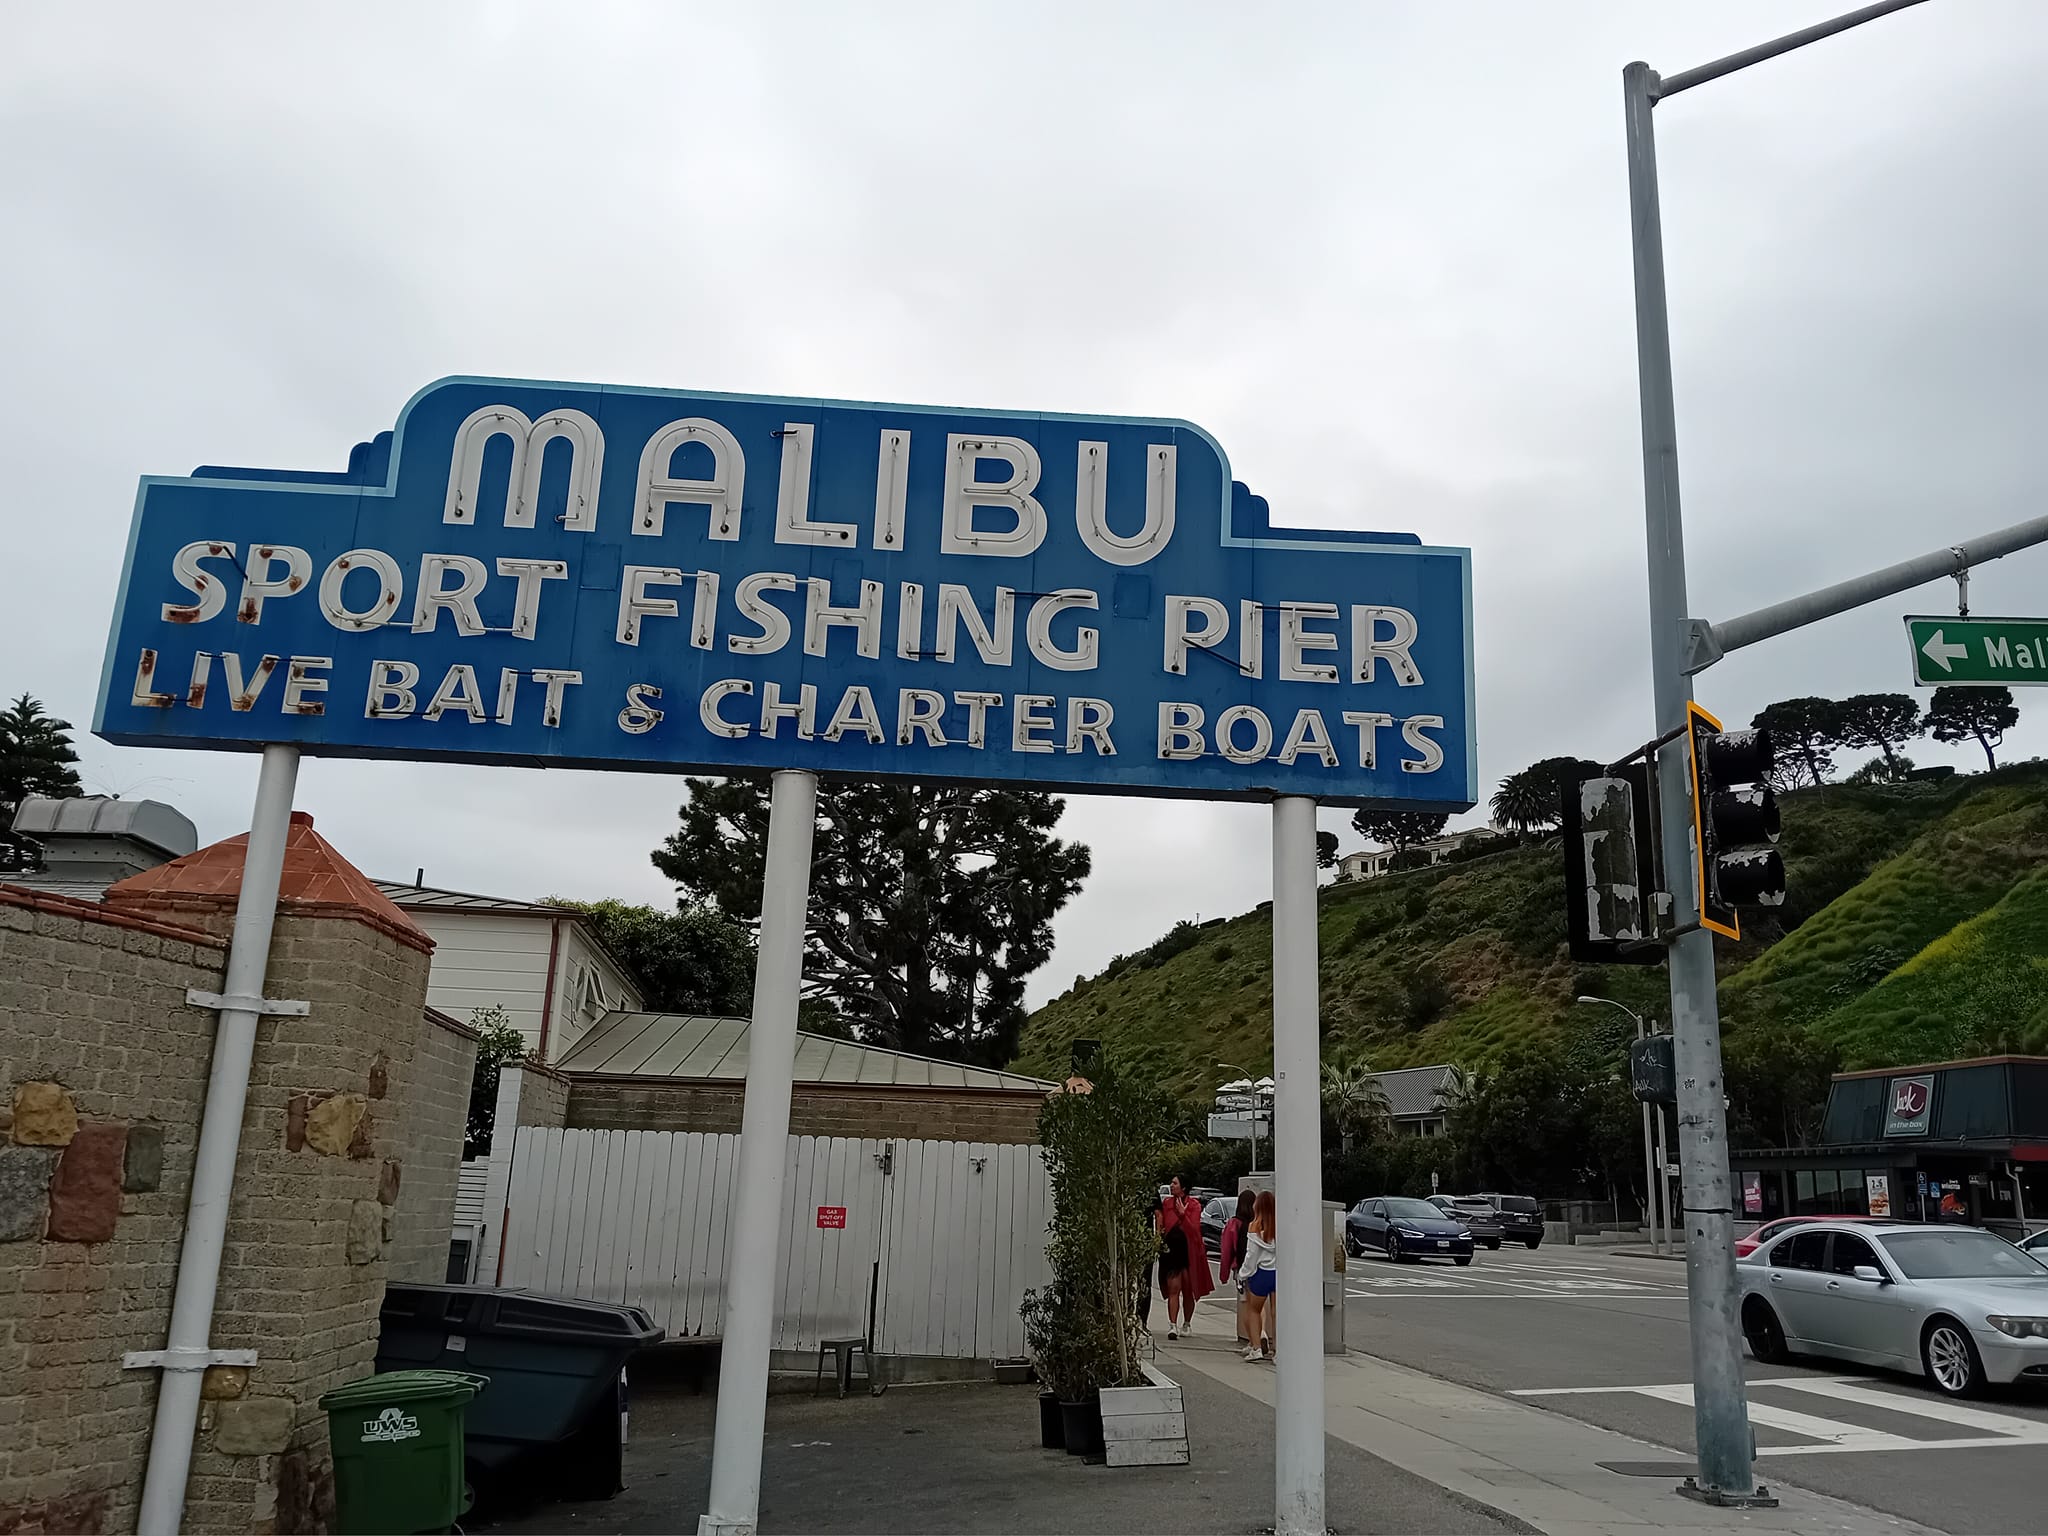 MALIBU
SPORT FISHING PIER
LIVE BAIT & CHARTER BOATS
Mal
Jack
in the box
GAS
SHUT-OFF
VALVE
UWS